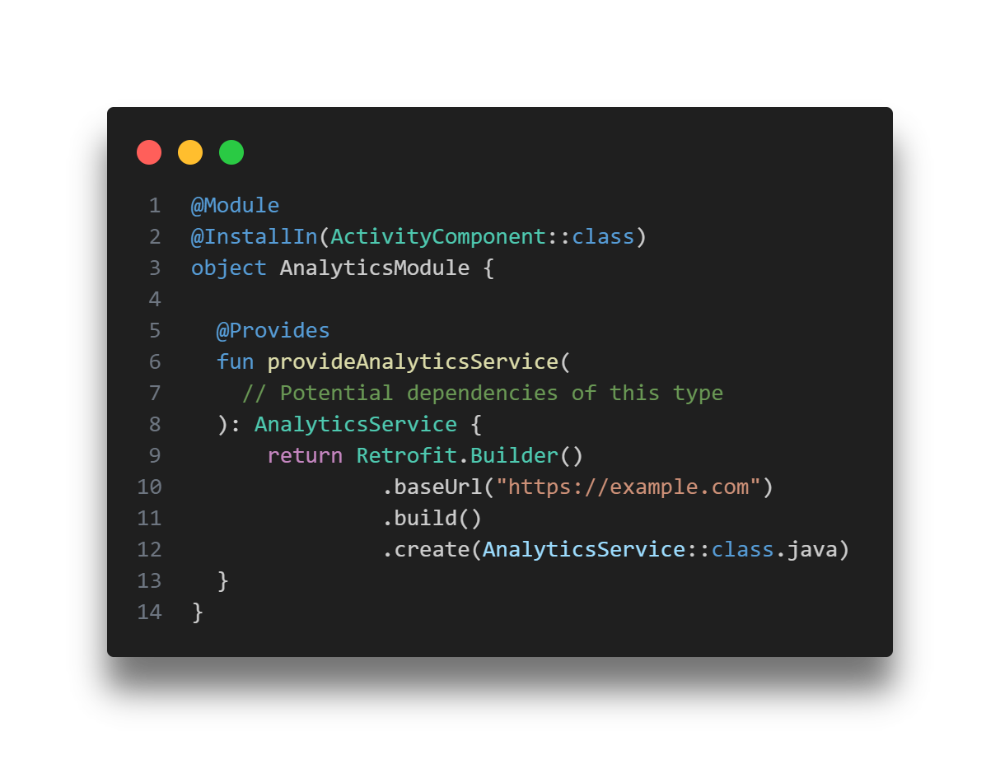 1 @Module
2 @InstallIn(ActivityComponent::class)
3 object AnalyticsModule {
4
5   @Provides
6   fun provideAnalyticsService(
7     // Potential dependencies of this type
8   ): AnalyticsService {
9       return Retrofit.Builder()
10               .baseUrl("https://example.com")
11               .build()
12               .create(AnalyticsService::class.java)
13   }
14 }